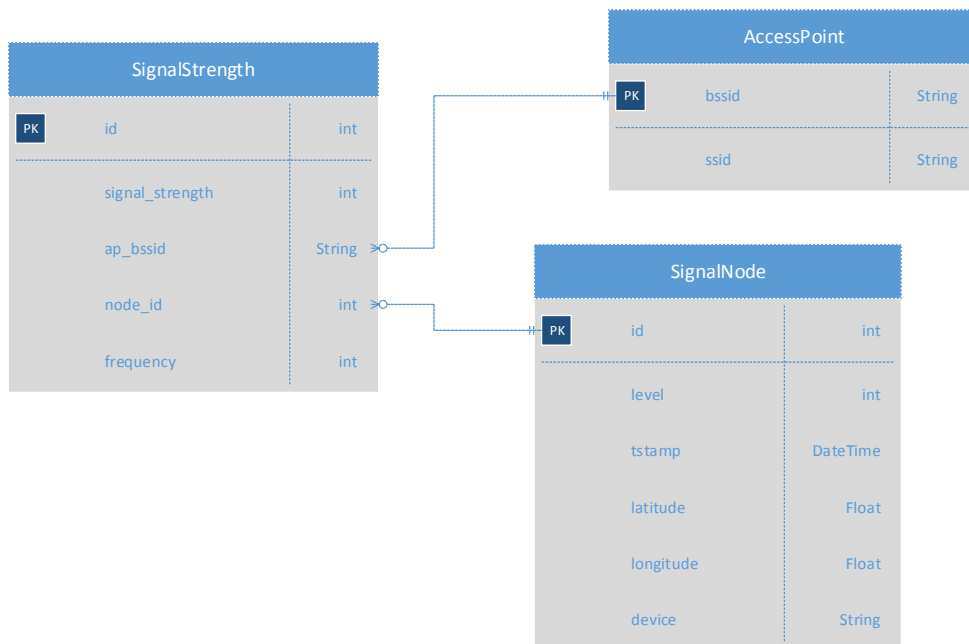 SignalStrength
PK id int
signal_strength int
ap_bssid String
node_id int
frequency int
AccessPoint
PK bssid String
ssid String
SignalNode
PK id int
level int
tstamp DateTime
latitude Float
longitude Float
device String